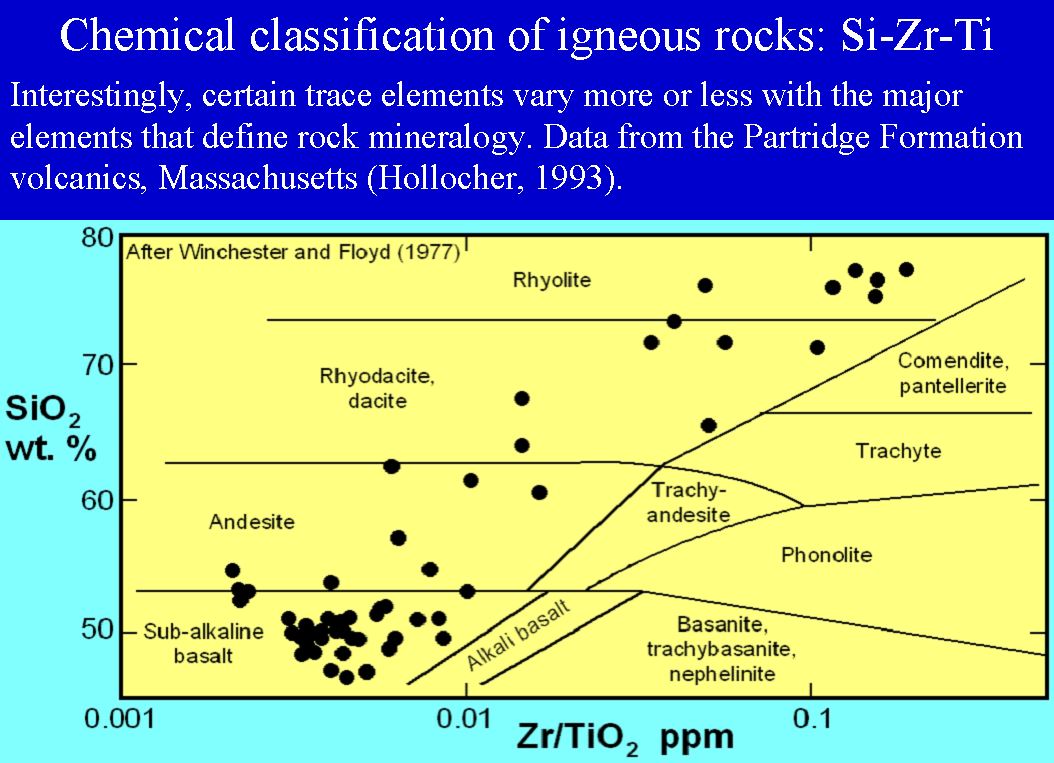 Chemical classification of igneous rocks: Si-Zr-Ti
Interestingly, certain trace elements vary more or less with the major
elements that define rock mineralogy. Data from the Partridge Formation
volcanics, Massachusetts (Hollocher, 1993).
80
After Winchester and Floyd (1977)
Rhyolite
70
Rhyodacite,
dacite
Comendite,
pantellerite
SiO2
wt. %
Trachyte
60
Trachy-
andesite
Andesite
Phonolite
50
Sub-alkaline
basalt
Alkali basalt
Basanite,
trachybasanite,
nephelinite
0.001
0.01
0.1
Zr/TiO2 ppm